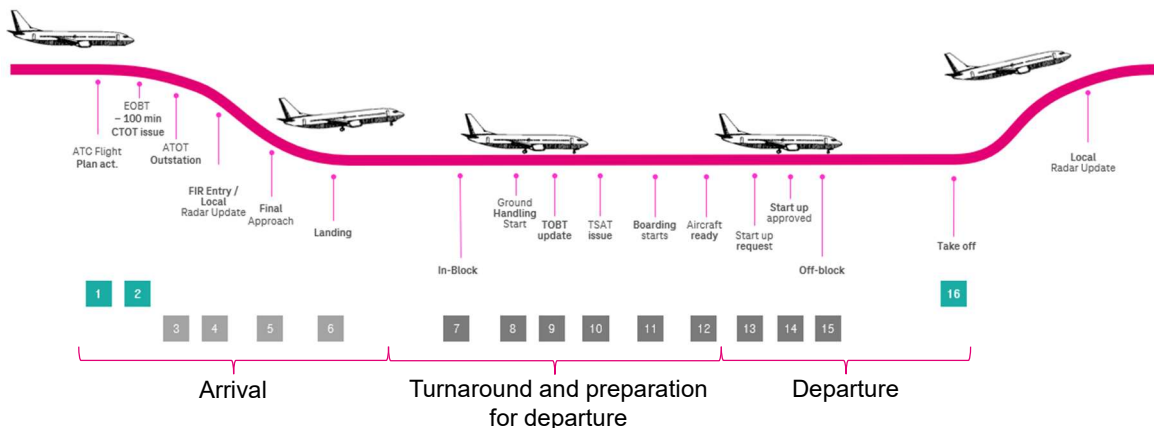 ATC Flight
Plan act.
EOBT
– 100 min
CTOT issue
ATOT
Outstation
FIR Entry /
Local
Radar Update
Final
Approach
Landing
In-Block
Ground
Handling
Start
TOBT
update
TSAT
issue
Boarding
starts
Aircraft
ready
Start up
request
Start up
approved
Off-block
Take off
Local
Radar Update
1
2
3
4
5
6
7
8
9
10
11
12
13
14
15
16
Arrival
Turnaround and preparation
for departure
Departure